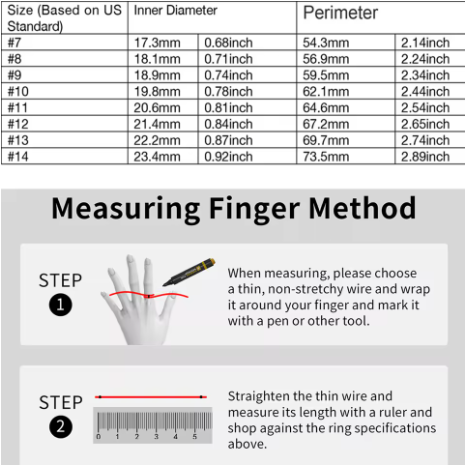 Size (Based on US Standard) Inner Diameter Perimeter
#7 17.3mm 0.68inch 54.3mm 2.14inch
#8 18.1mm 0.71inch 56.9mm 2.24inch
#9 18.9mm 0.74inch 59.5mm 2.34inch
#10 19.8mm 0.78inch 62.1mm 2.44inch
#11 20.6mm 0.81inch 64.6mm 2.54inch
#12 21.4mm 0.84inch 67.2mm 2.65inch
#13 22.2mm 0.87inch 69.7mm 2.74inch
#14 23.4mm 0.92inch 73.5mm 2.89inch
Measuring Finger Method
STEP
1
When measuring, please choose
a thin, non-stretchy wire and wrap
it around your finger and mark it
with a pen or other tool.
STEP
2
0 1 2 3 4 5
Straighten the thin wire and
measure its length with a ruler and
shop against the ring specifications
above.